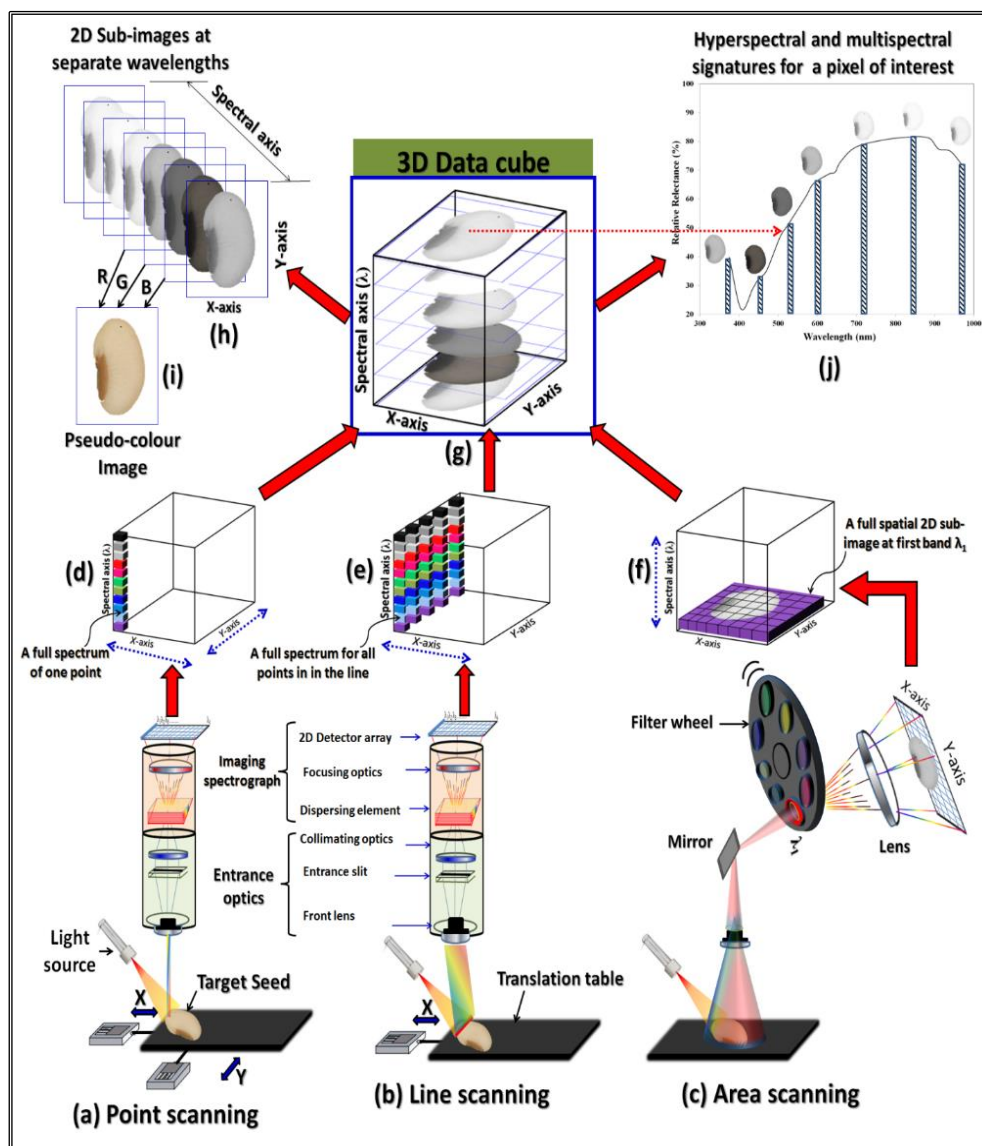 2D Sub-images at
separate wavelengths
Spectral axis
Y-axis
X-axis
R
G
B
(h)
(i)
Pseudo-colour
Image
3D Data cube
Spectral axis (λ)
X-axis
Y-axis
(g)
Hyperspectral and multispectral
signatures for a pixel of interest
Relative Relectance (%)
100
90
80
70
60
50
40
30
20
300
400
500
600
700
800
900
1000
Wavelength (nm)
(j)
(d)
Spectral axis (λ)
X-axis
Y-axis
A full spectrum
of one point
(e)
Spectral axis (λ)
X-axis
Y-axis
A full spectrum for all
points in in the line
(f)
Spectral axis (λ)
X-axis
Y-axis
A full spatial 2D sub-
image at first band λ1
2D Detector array
Imaging
spectrograph
Focusing optics
Dispersing element
Collimating optics
Entrance
optics
Entrance slit
Front lens
Light
source
Target Seed
X
Y
(a) Point scanning
Translation table
X
(b) Line scanning
Filter wheel
X-axis
Y-axis
Mirror
Lens
(c) Area scanning